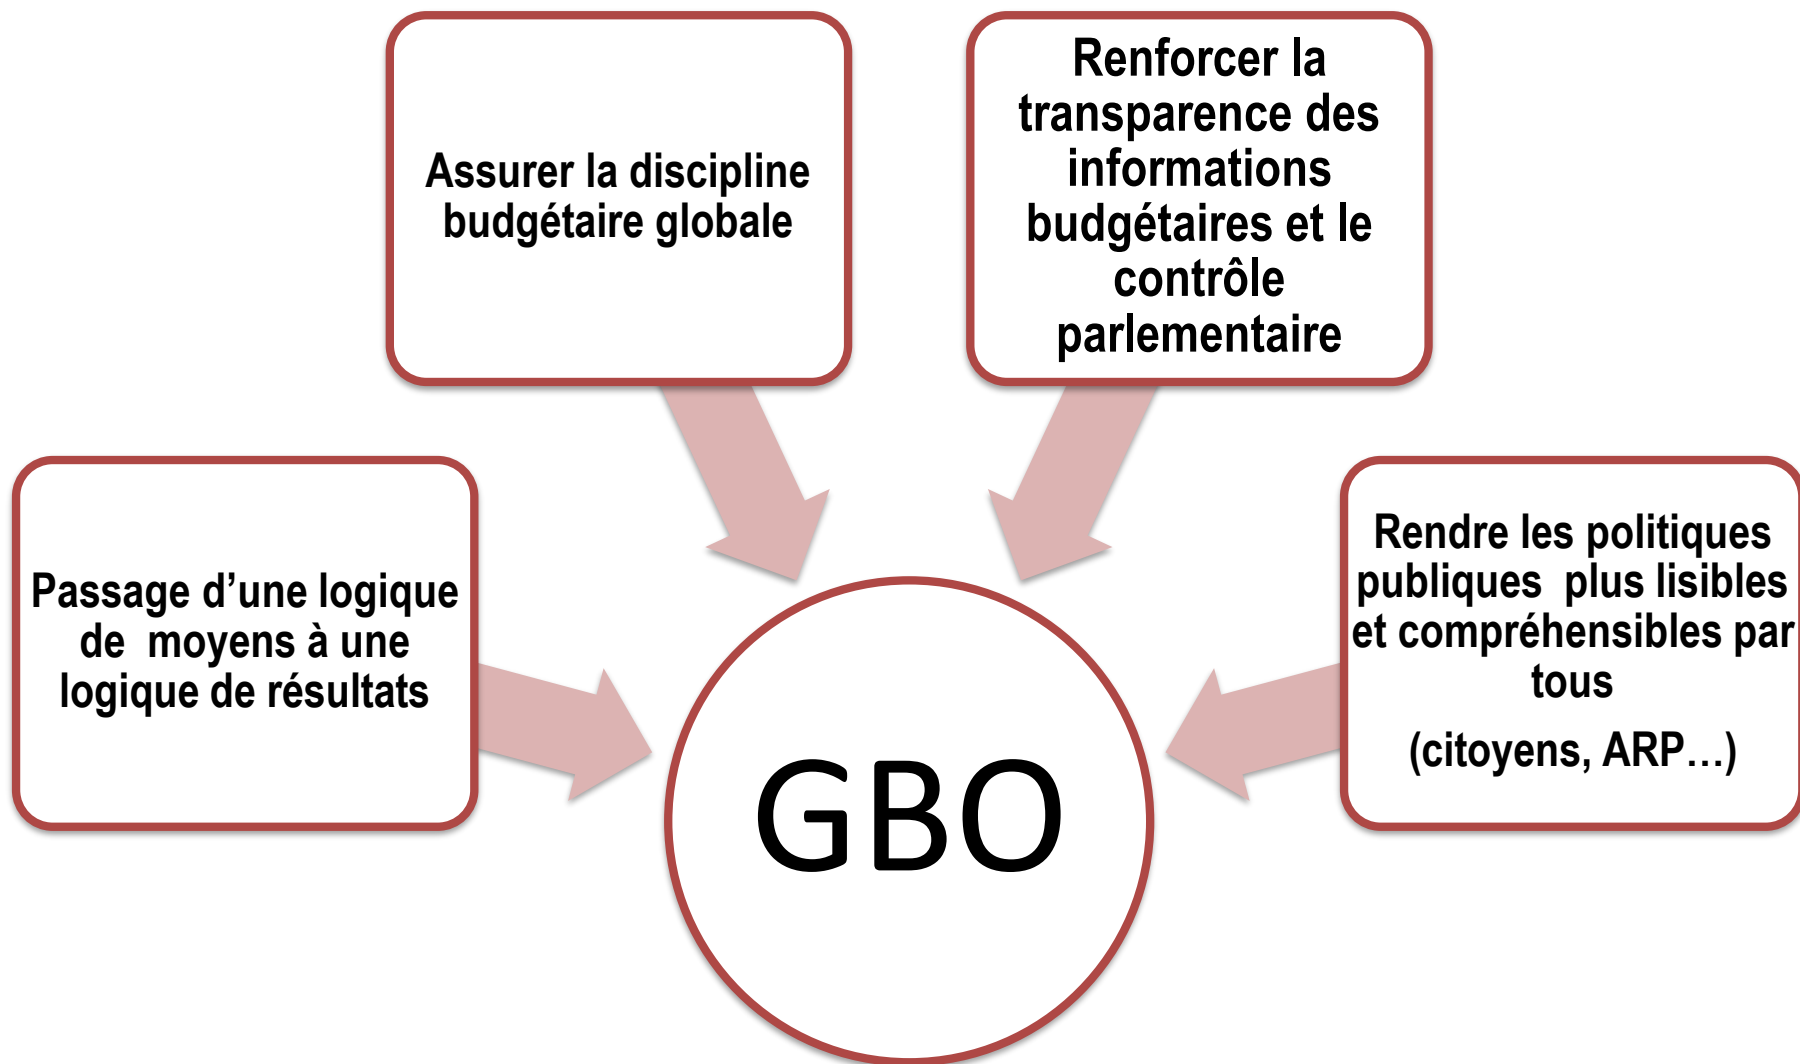 Assurer la discipline
budgétaire globale
Renforcer la
transparence des
informations
budgétaires et le
contrôle
parlementaire
Passage d’une logique
de  moyens à une
logique de résultats
Rendre les politiques
publiques  plus lisibles
et compréhensibles par
tous
(citoyens, ARP…)
GBO